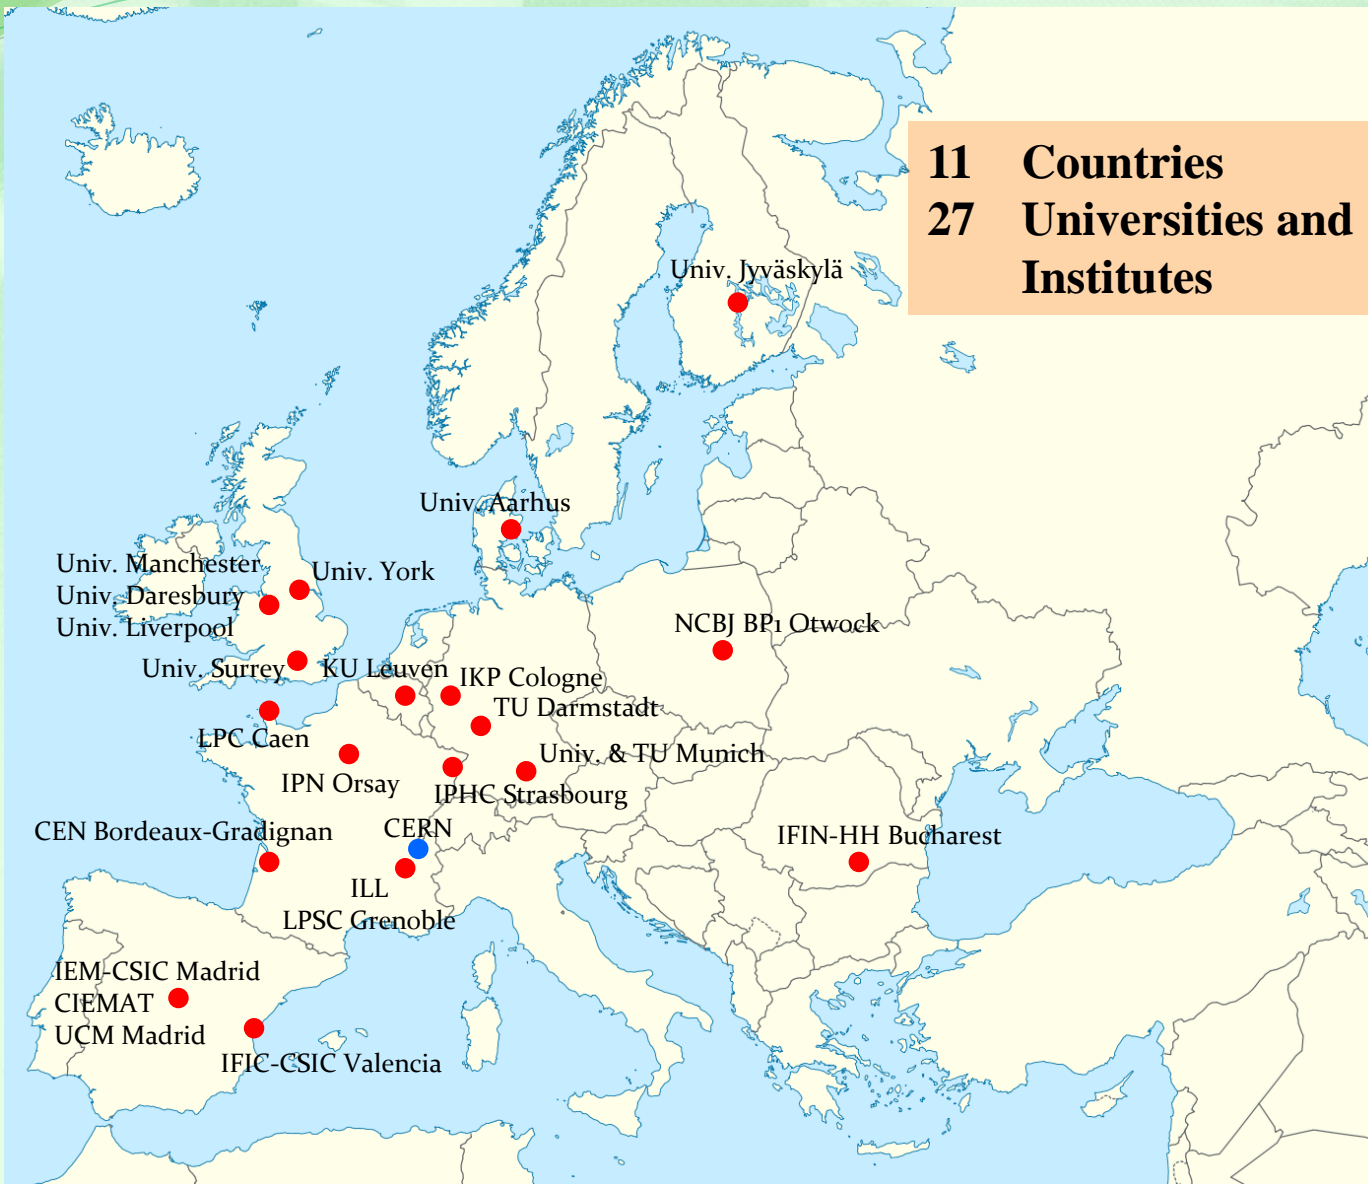 11 Countries
27 Universities and
Institutes
Univ. Jyväskylä
Univ. Aarhus
Univ. Manchester
Univ. Daresbury
Univ. Liverpool
Univ. York
NCBJ BP1 Otwock
Univ. Surrey
KU Leuven
IKP Cologne
TU Darmstadt
LPC Caen
Univ. & TU Munich
IPN Orsay
IPHC Strasbourg
CEN Bordeaux-Gradignan
CERN
IFIN-HH Bucharest
ILL
LPSC Grenoble
IEM-CSIC Madrid
CIEMAT
UCM Madrid
IFIC-CSIC Valencia